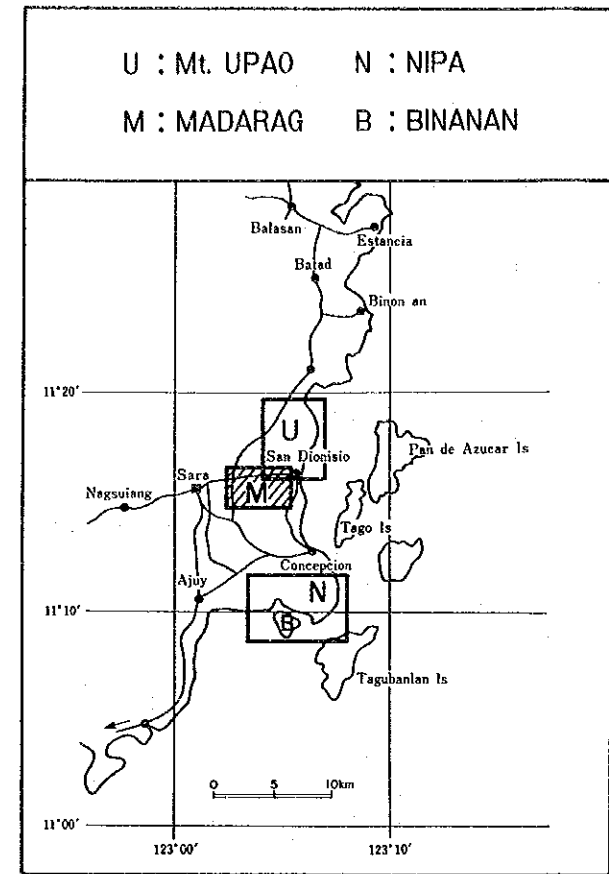 U : Mt. UPAO N : NIPA
M : MADARAG B : BINANAN
Balasan
Estancia
Batad
Binon an
11°20′
U
San Dionisio
Pan de Azucar Is
Sara
M
Nagsuiang
Tago Is
Concepcion
Ajuy
N
11°10′
B
Tagubanlan Is
0 5 10km
11°00′
123°00′ 123°10′